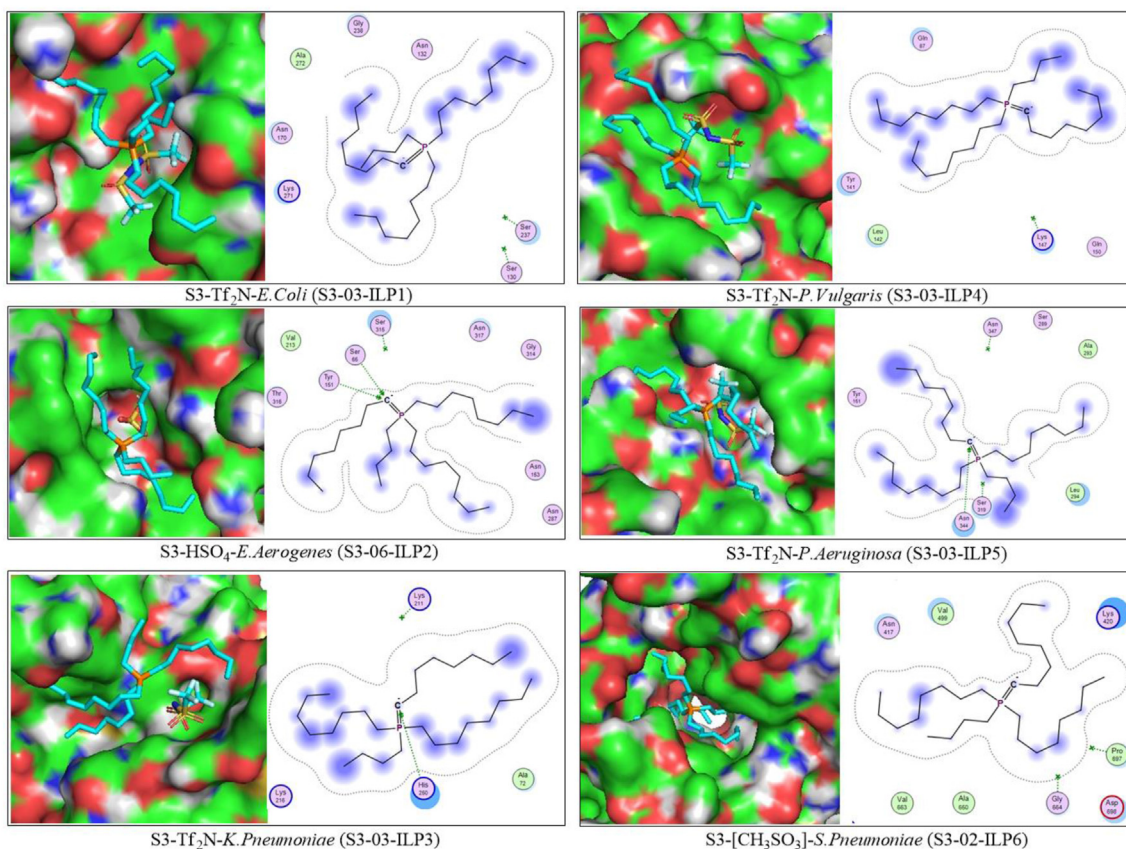 Gly
238
Asn
132
Ala
272
Asn
170
Lys
271
Ser
237
Ser
130
C
P
S3-Tf₂N-E.Coli (S3-03-ILP1)
Gln
67
Tyr
141
Leu
142
Lys
147
Gln
150
P
C
S3-Tf₂N-P.Vulgaris (S3-03-ILP4)
Ser
315
Asn
317
Val
213
Ser
66
Gly
314
Tyr
151
Thr
316
Asn
153
Asn
287
C
P
S3-HSO₄-E.Aerogenes (S3-06-ILP2)
Asn
347
Ala
293
Tyr
161
Leu
294
Ser
319
Asn
344
C
P
S3-Tf₂N-P.Aeruginosa (S3-03-ILP5)
Lys
211
C
P
Ala
72
Lys
216
His
S3-Tf₂N-K.Pneumoniae (S3-03-ILP3)
Val
499
Asn
417
Lys
420
C
P
Pro
697
Val
663
Ala
660
Gly
664
Asp
698
S3-[CH₃SO₃]-S.Pneumoniae (S3-02-ILP6)